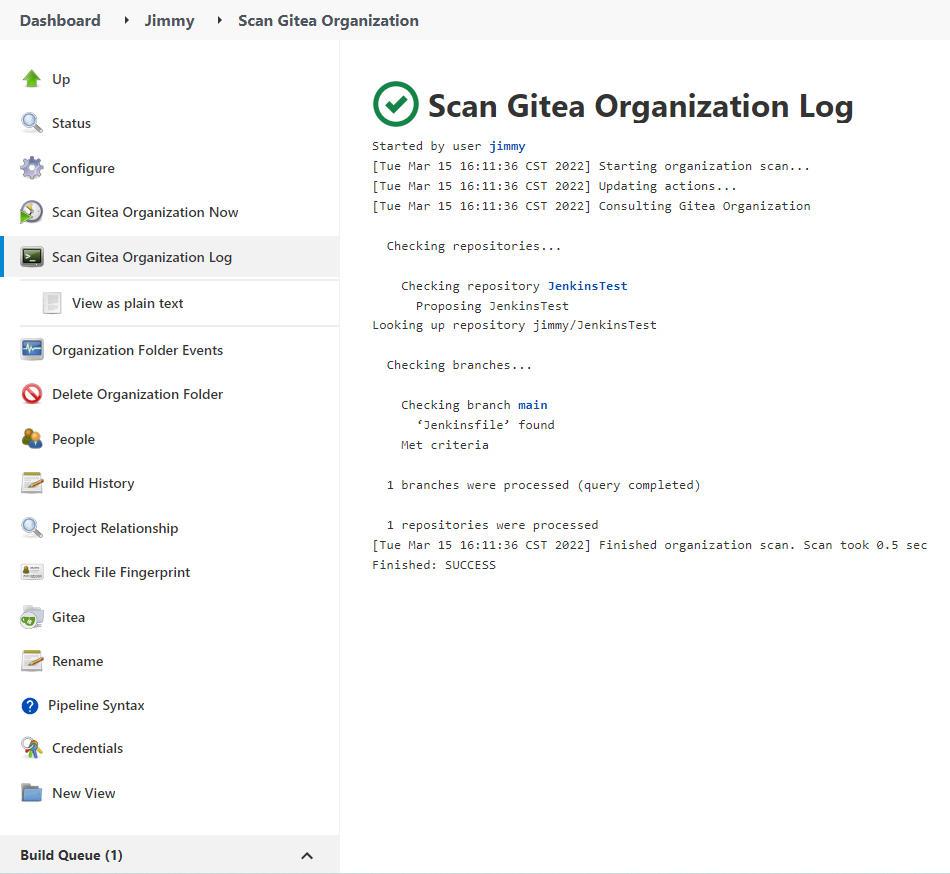 Dashboard Jimmy Scan Gitea Organization
Up
Status
Configure
Scan Gitea Organization Now
Scan Gitea Organization Log
View as plain text
Organization Folder Events
Delete Organization Folder
People
Build History
Project Relationship
Check File Fingerprint
Gitea
Rename
Pipeline Syntax
Credentials
New View
Build Queue (1)
Scan Gitea Organization Log
Started by user jimmy
[Tue Mar 15 16:11:36 CST 2022] Starting organization scan...
[Tue Mar 15 16:11:36 CST 2022] Updating actions...
[Tue Mar 15 16:11:36 CST 2022] Consulting Gitea Organization
Checking repositories...
Checking repository JenkinsTest
Proposing JenkinsTest
Looking up repository jimmy/JenkinsTest
Checking branches...
Checking branch main
‘Jenkinsfile’ found
Met criteria
1 branches were processed (query completed)
1 repositories were processed
[Tue Mar 15 16:11:36 CST 2022] Finished organization scan. Scan took 0.5 sec
Finished: SUCCESS